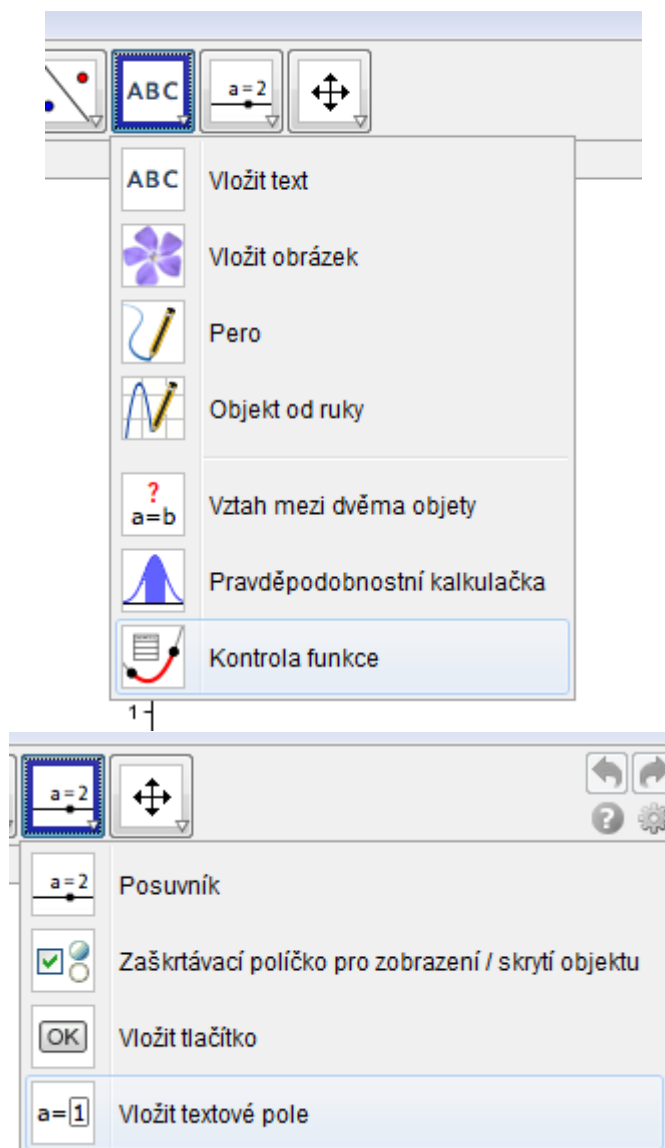 ABC a=2
ABC Vložit text
Vložit obrázek
Pero
Objekt od ruky
? a=b Vztah mezi dvěma objety
Pravděpodobnostní kalkulačka
Kontrola funkce
1
a=2
?
a=2 Posuvník
Zaškrtávací políčko pro zobrazení / skrytí objektu
OK Vložit tlačítko
a=1 Vložit textové pole